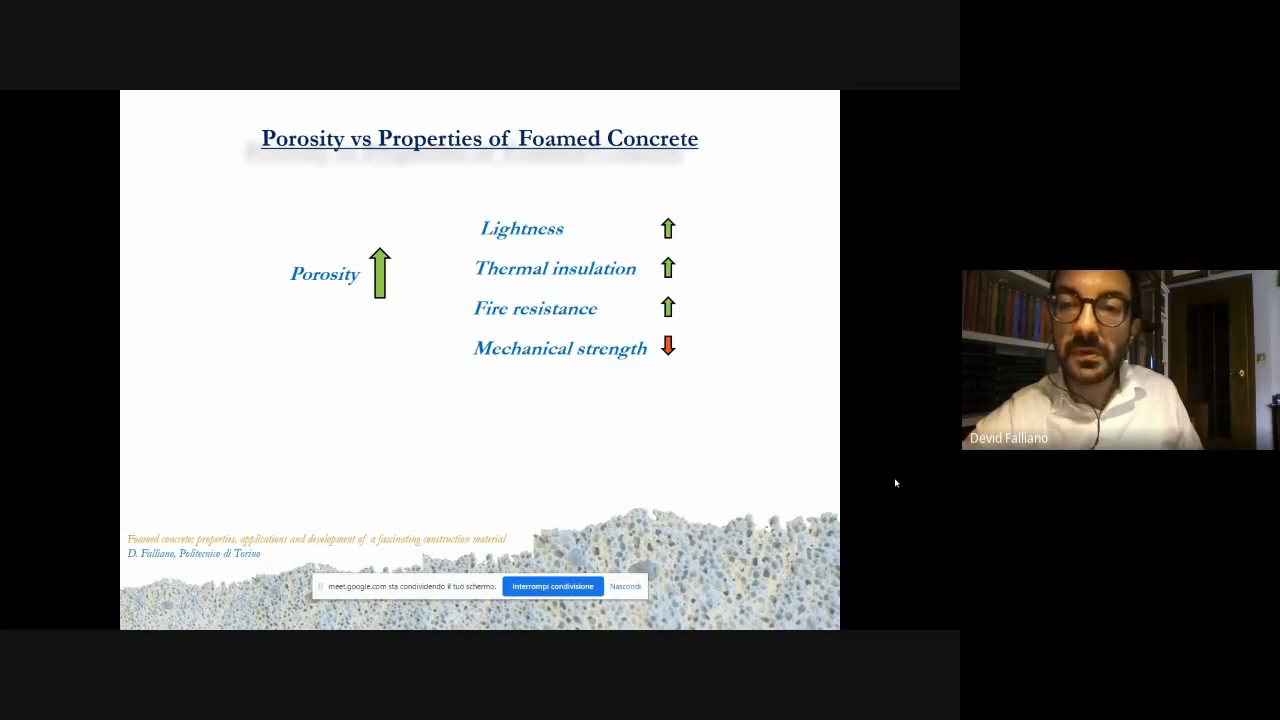 Porosity vs Properties of Foamed Concrete
Porosity
Lightness
Thermal insulation
Fire resistance
Mechanical strength
Devid Falliano
Foamed concrete: properties, applications and development of a fascinating construction material
D. Falliano, Politecnico di Torino
meet.google.com sta condividendo il tuo schermo. Interrompi condivisione Nascondi